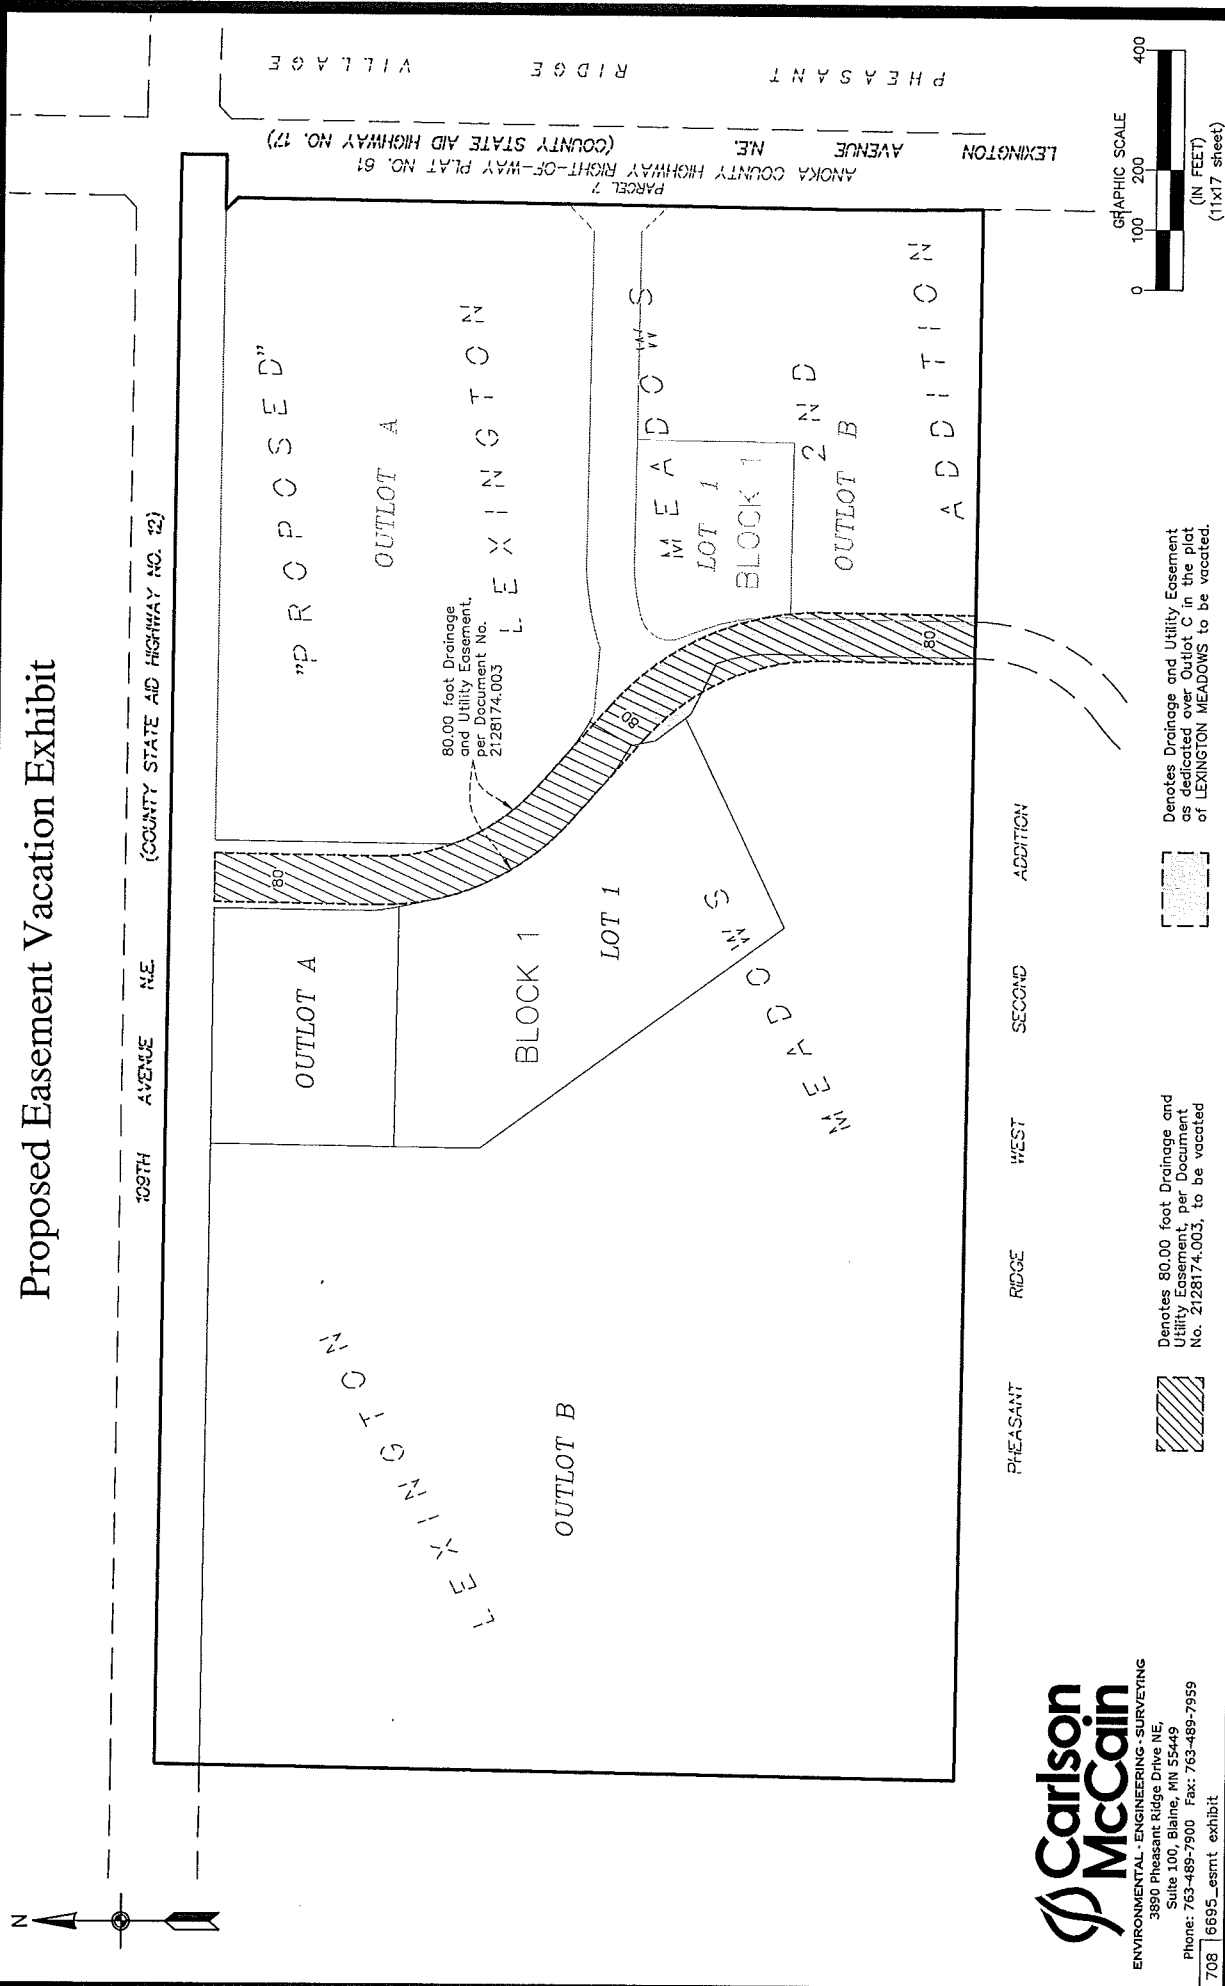 Proposed Easement Vacation Exhibit
N
109TH AVENUE N.E. (COUNTY STATE AID HIGHWAY NO. 12)
PHEASANT RIDGE VILLAGE
LEXINGTON AVENUE N.E. (COUNTY STATE AID HIGHWAY NO. 17)
ANOKA COUNTY HIGHWAY RIGHT-OF-WAY PLAT NO. 61
PARCEL 7
"PROPOSED"
OUTLOT A
LEXINGTON
MEADOWS
LOT 1
BLOCK 1
2ND
OUTLOT B
ADDITION
80.00 foot Drainage
and Utility Easement,
per Document No.
2128174.003
80
80
80
OUTLOT A
BLOCK 1
LOT 1
LEXINGTON
MEADOWS
OUTLOT B
PHEASANT RIDGE WEST SECOND ADDITION
GRAPHIC SCALE
0 100 200 400
(IN FEET)
(11x17 sheet)
Denotes 80.00 foot Drainage and
Utility Easement, per Document
No. 2128174.003, to be vacated
Denotes Drainage and Utility Easement
as dedicated over Outlot C in the plat
of LEXINGTON MEADOWS to be vacated.
Carlson
McCain
ENVIRONMENTAL · ENGINEERING · SURVEYING
3890 Pheasant Ridge Drive NE,
Suite 100, Blaine, MN 55449
Phone: 763-489-7900 Fax: 763-489-7959
708 6695_esmt exhibit